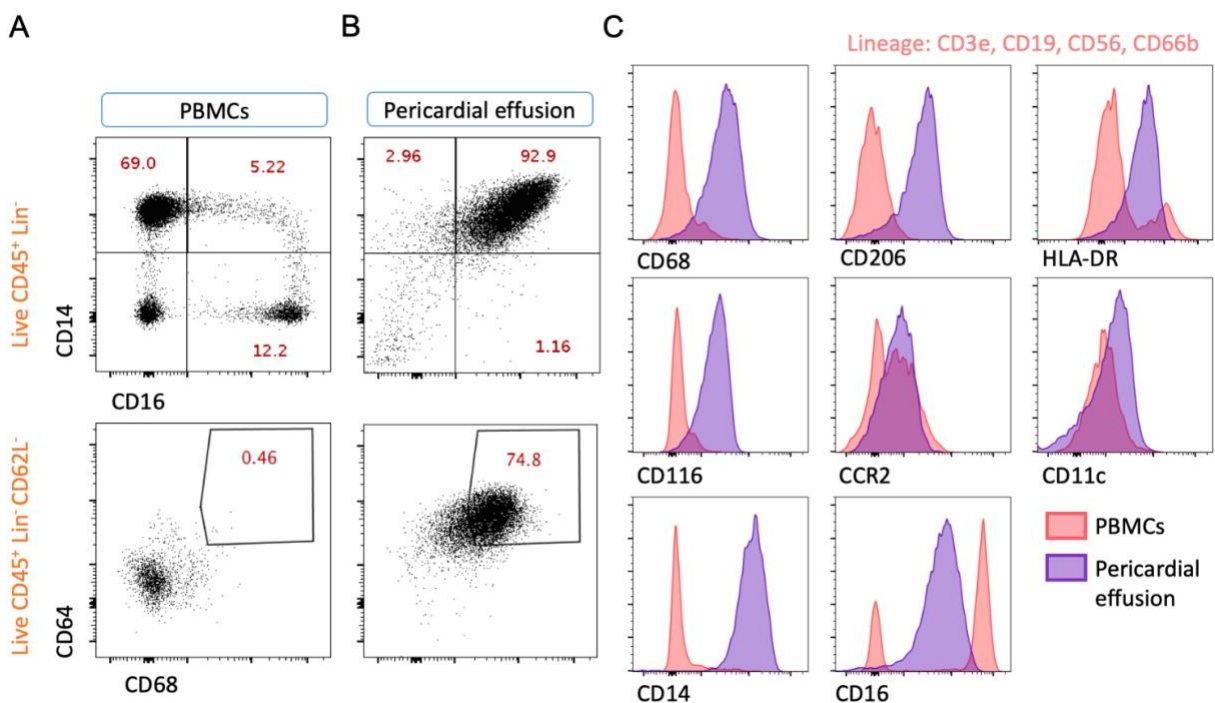 A
B
C
Lineage: CD3e, CD19, CD56, CD66b
PBMCs
Pericardial effusion
69.0
5.22
12.2
2.96
92.9
1.16
Live CD45⁺ Lin⁻
CD14
CD16
0.46
74.8
Live CD45⁺ Lin⁻ CD62L⁻
CD64
CD68
CD68
CD206
HLA-DR
CD116
CCR2
CD11c
CD14
CD16
PBMCs
Pericardial
effusion